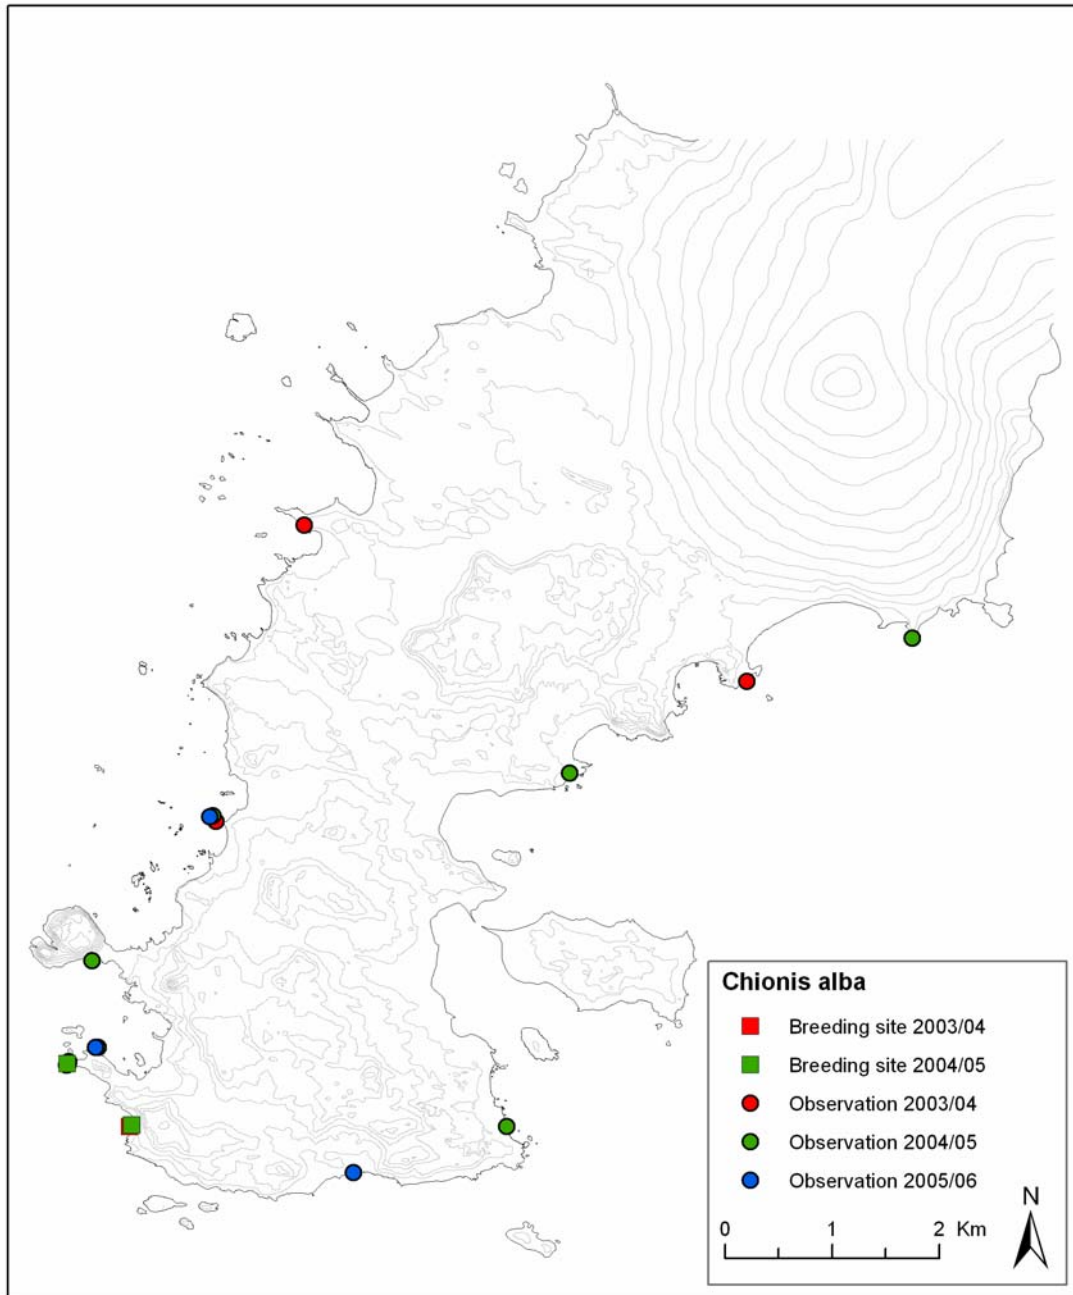 Chionis alba
Breeding site 2003/04
Breeding site 2004/05
Observation 2003/04
Observation 2004/05
Observation 2005/06
N
0 1 2 Km